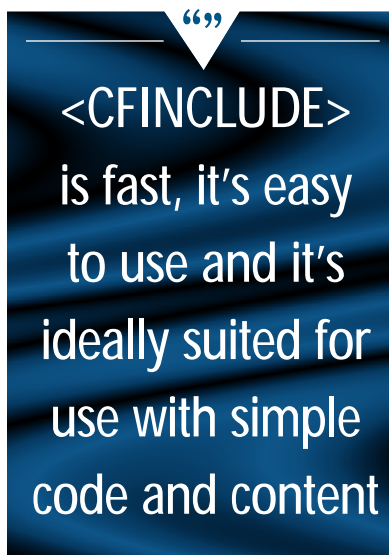 “”
<CFINCLUDE>
is fast, it's easy
to use and it's
ideally suited for
use with simple
code and content